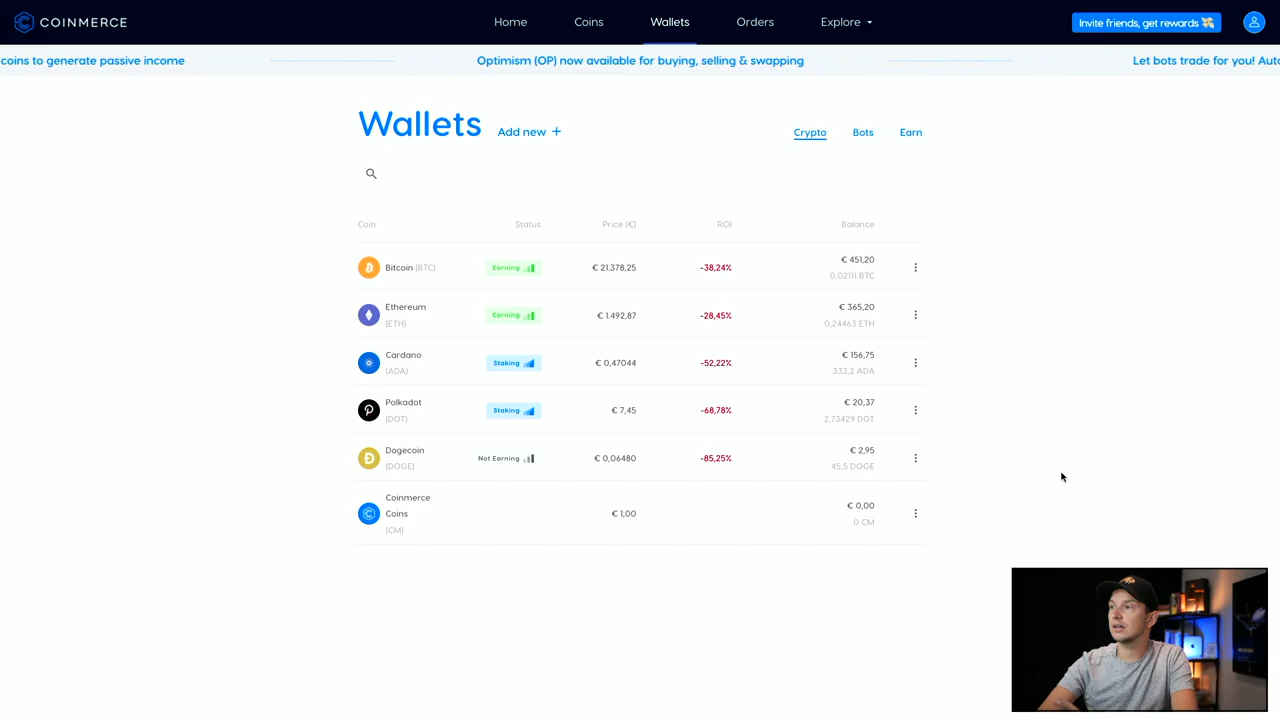 COINMERCE
Home
Coins
Wallets
Orders
Explore
Invite friends, get rewards 💸
coins to generate passive income
Optimism (OP) now available for buying, selling & swapping
Let bots trade for you! Auto
Wallets
Add new +
Crypto
Bots
Earn
Coin
Status
Price (€)
ROI
Balance
Bitcoin (BTC)
Earning
€ 21.378,25
-38,24%
€ 451,20
0,02111 BTC
Ethereum
(ETH)
Earning
€ 1.492,87
-28,45%
€ 365,20
0,24463 ETH
Cardano
(ADA)
Staking
€ 0,47044
-52,22%
€ 156,75
333,2 ADA
Polkadot
(DOT)
Staking
€ 7,45
-68,78%
€ 20,37
2,73429 DOT
Dogecoin
(DOGE)
Not Earning
€ 0,06480
-85,25%
€ 2,95
45,5 DOGE
Coinmerce
Coins
(CM)
€ 1,00
€ 0,00
0 CM